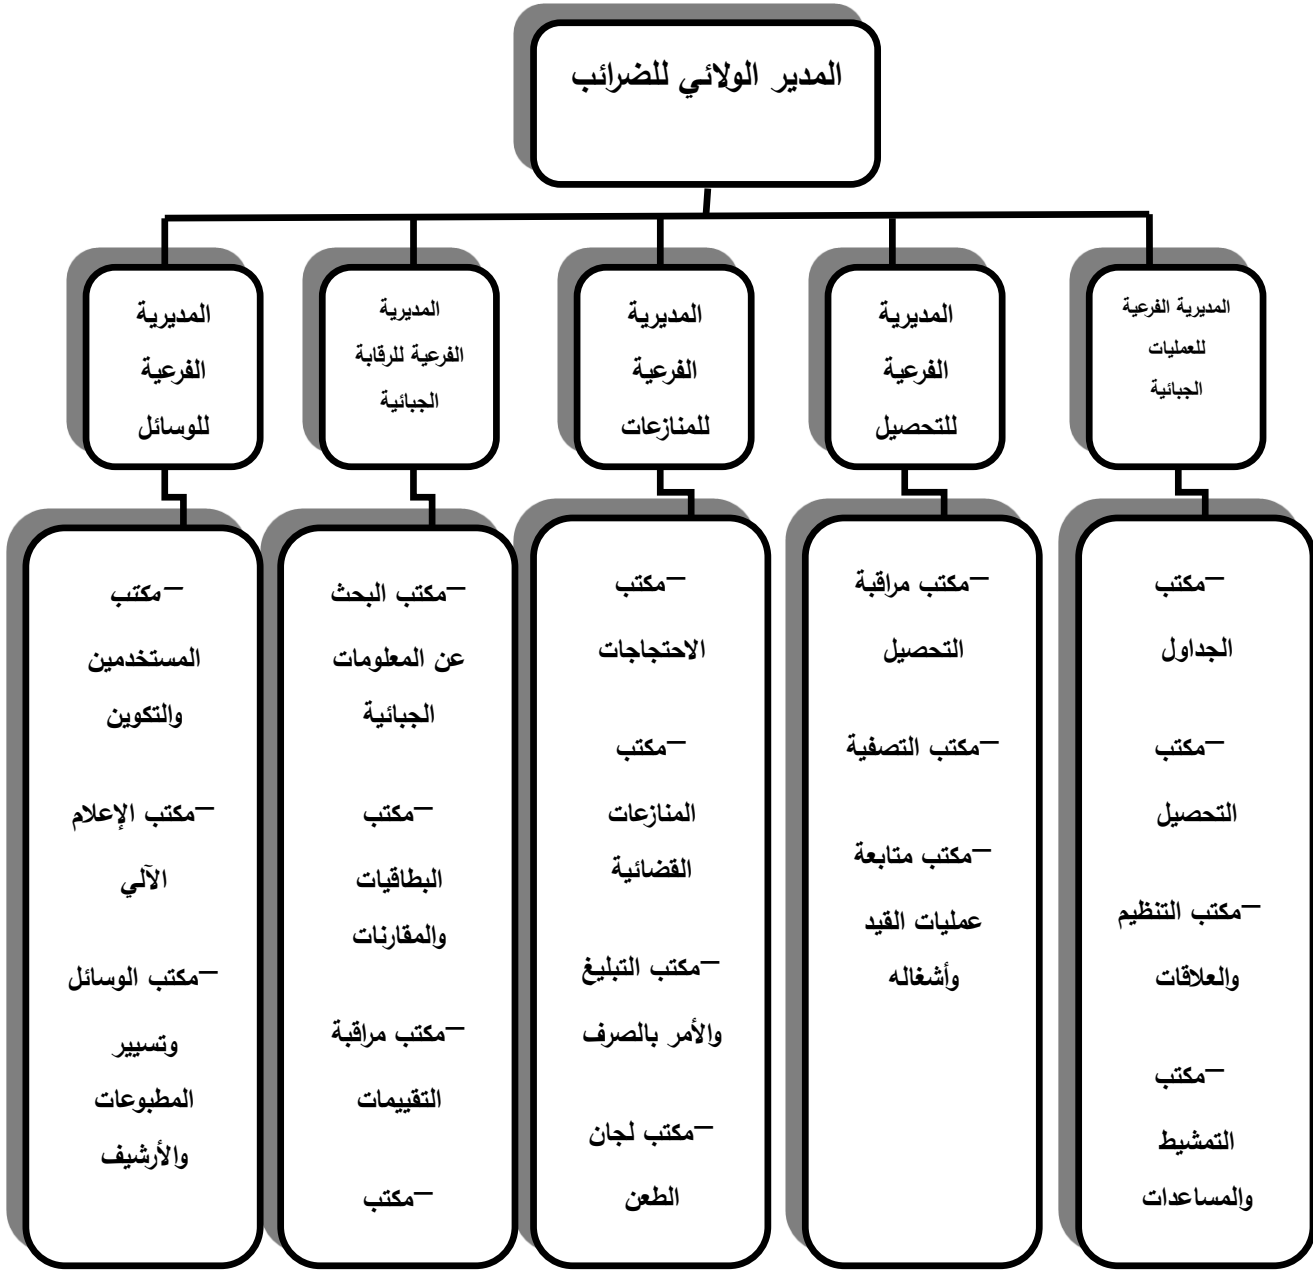 المدير الولائي للضرائب
المديرية الفرعية
للعمليات
الجبائية
المديرية
الفرعية
للتحصيل
المديرية
الفرعية
للمنازعات
المديرية
الفرعية للرقابة
الجبائية
المديرية
الفرعية
للوسائل
–مكتب
الجداول
–مكتب
التحصيل
–مكتب التنظيم
والعلاقات
–مكتب
التمشيط
والمساعدات
–مكتب مراقبة
التحصيل
–مكتب التصفية
–مكتب متابعة
عمليات القيد
وأشغاله
–مكتب
الاحتجاجات
–مكتب
المنازعات
القضائية
–مكتب التبليغ
والأمر بالصرف
–مكتب لجان
الطعن
–مكتب البحث
عن المعلومات
الجبائية
–مكتب
البطاقيات
والمقارنات
–مكتب مراقبة
التقييمات
–مكتب
–مكتب
المستخدمين
والتكوين
–مكتب الإعلام
الآلي
–مكتب الوسائل
وتسيير
المطبوعات
والأرشيف